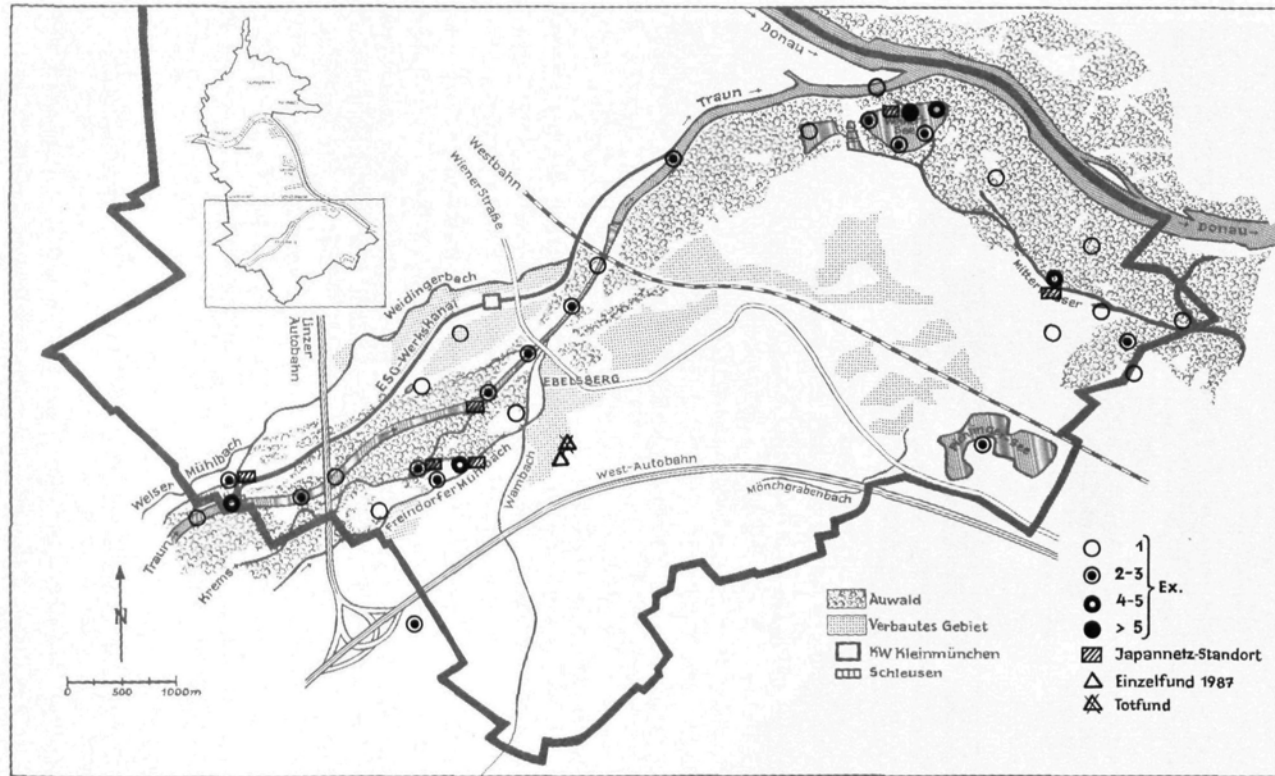 Donau →
→
Traun →
Westbahn
Wiener-Straße
Donau →
Weidingerbach
ESG-Werkskanal
Linzer
Autobahn
EBELSBERG
Welser Mühlbach
Freindorfer Mühlbach
Wambach
West-Autobahn
Mönchgrabenbach
Traun
Krems
N
0 500 1000m
Auwald
Verbautes Gebiet
KW Kleinmünchen
Schleusen
1
2-3
4-5
> 5
Ex.
Japannetz-Standort
Einzelfund 1987
Totfund